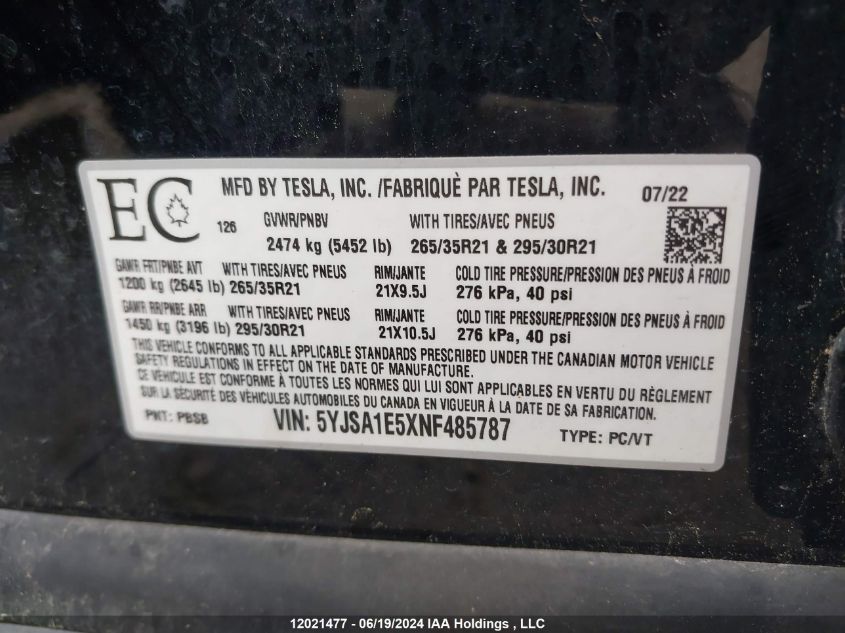 EC
MFD BY TESLA, INC. /FABRIQUÈ PAR TESLA, INC.
07/22
126
GVWR/PNBV
WITH TIRES/AVEC PNEUS
2474 kg (5452 lb) 265/35R21 & 295/30R21
GAWR FRT/PNBE AVT WITH TIRES/AVEC PNEUS RIM/JANTE COLD TIRE PRESSURE/PRESSION DES PNEUS À FROID
1200 kg (2645 lb) 265/35R21 21X9.5J 276 kPa, 40 psi
GAWR RR/PNBE ARR WITH TIRES/AVEC PNEUS RIM/JANTE COLD TIRE PRESSURE/PRESSION DES PNEUS À FROID
1450 kg (3196 lb) 295/30R21 21X10.5J 276 kPa, 40 psi
THIS VEHICLE CONFORMS TO ALL APPLICABLE STANDARDS PRESCRIBED UNDER THE CANADIAN MOTOR VEHICLE
SAFETY REGULATIONS IN EFFECT ON THE DATE OF MANUFACTURE.
CE VEHICULE EST CONFORME À TOUTES LES NORMES QUI LUI SONT APPLICABLES EN VERTU DU RÈGLEMENT
SUR LA SÉCURITÉ DES VÉHICULES AUTOMOBILES DU CANADA EN VIGUEUR À LA DATE DE SA FABRICATION.
PNT: PBSB VIN: 5YJSA1E5XNF485787 TYPE: PC/VT
12021477 - 06/19/2024 IAA Holdings , LLC